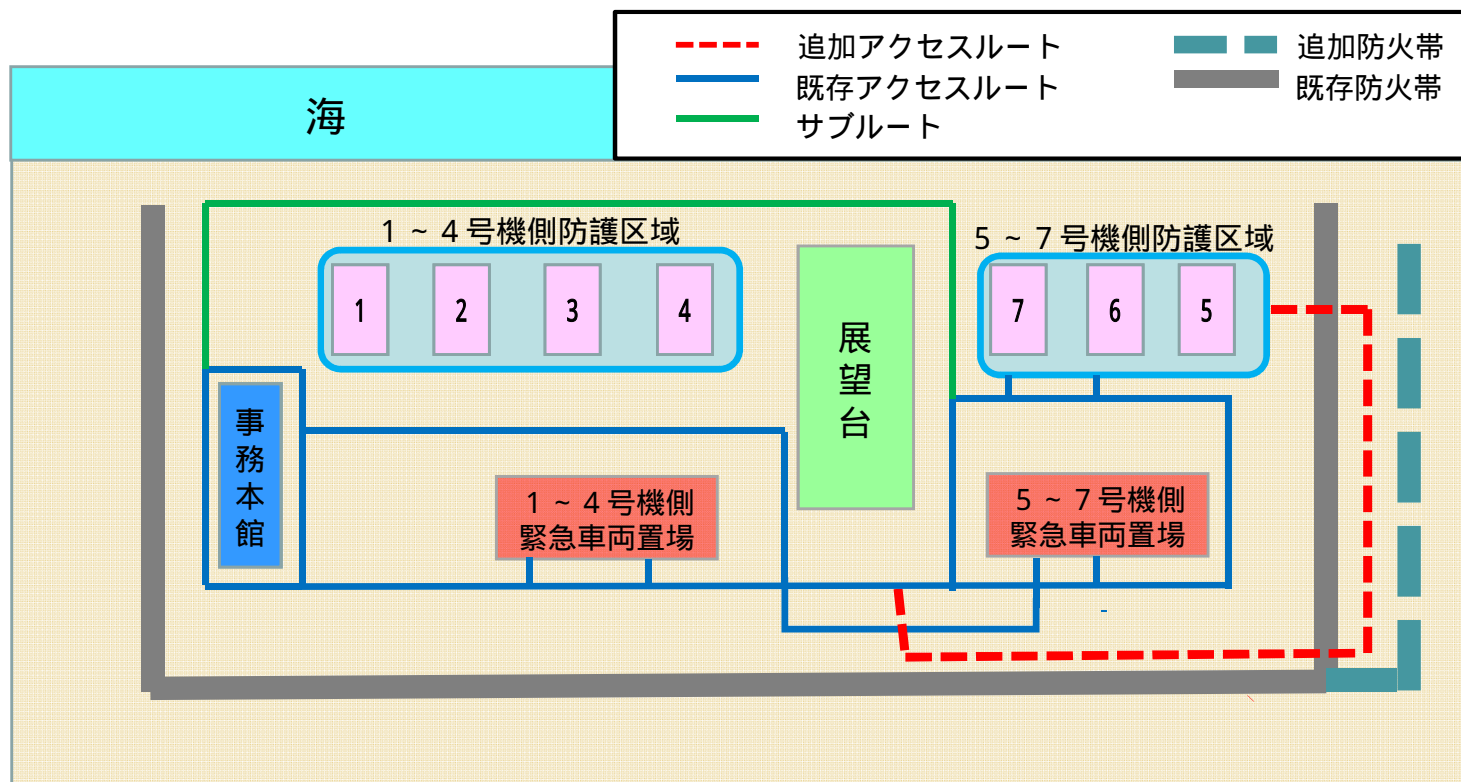 追加アクセスルート
追加防火帯
既存アクセスルート
既存防火帯
サブルート
海
1 ~ 4 号機側防護区域
5 ~ 7 号機側防護区域
1
2
3
4
7
6
5
展望台
事務本館
1 ~ 4 号機側
緊急車両置場
5 ~ 7 号機側
緊急車両置場